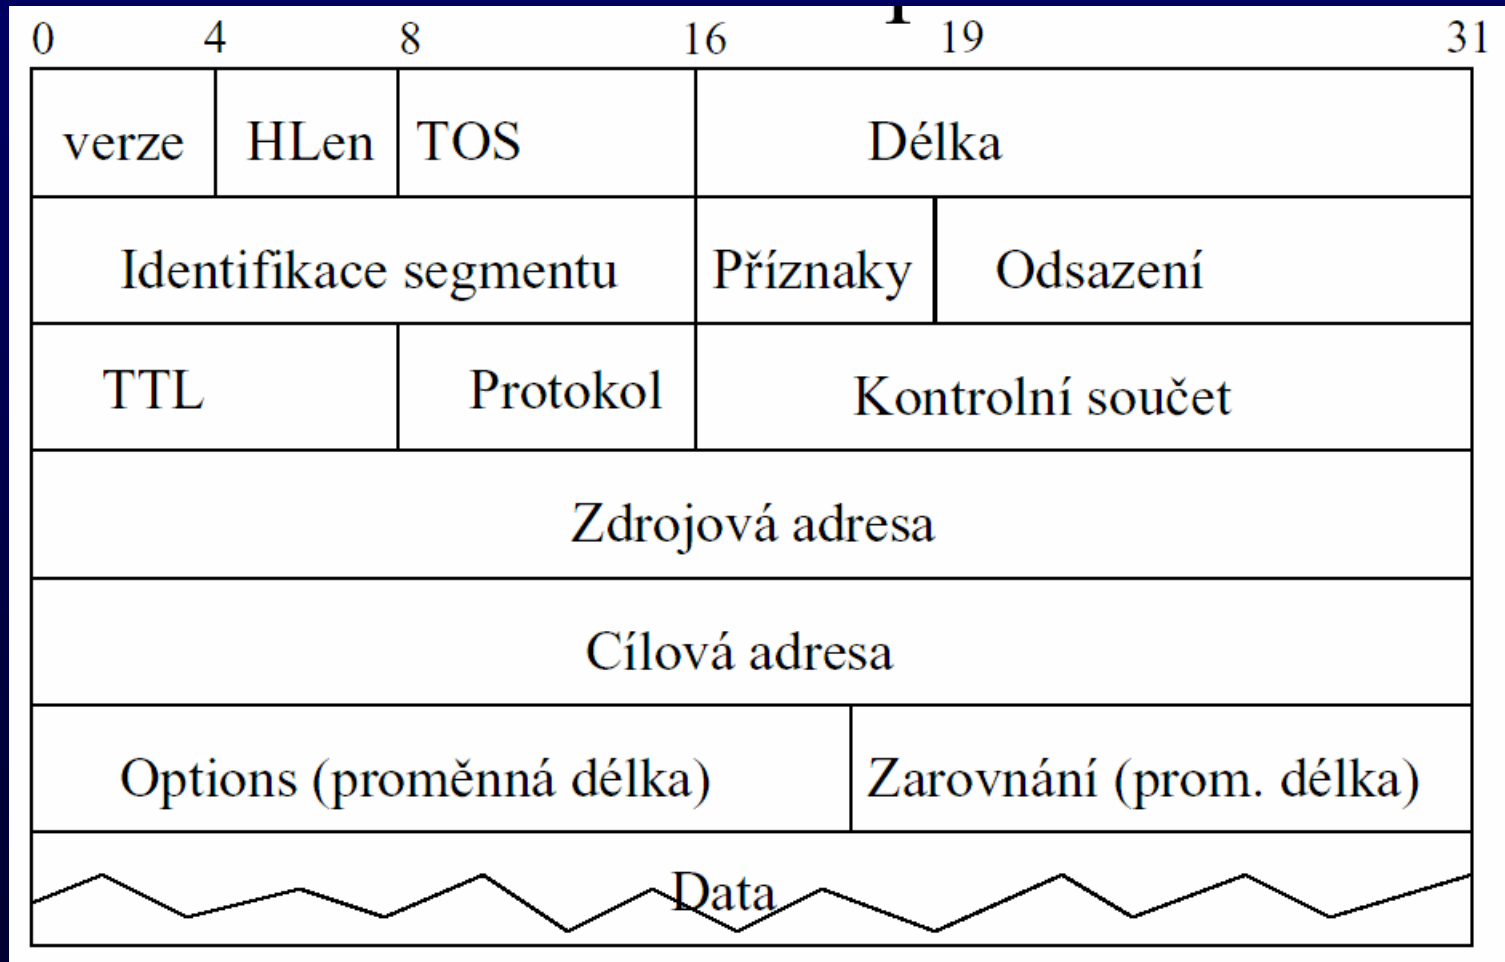 0 4 8 16 19 31
verze HLen TOS Délka
Identifikace segmentu Příznaky Odsazení
TTL Protokol Kontrolní součet
Zdrojová adresa
Cílová adresa
Options (proměnná délka) Zarovnání (prom. délka)
Data